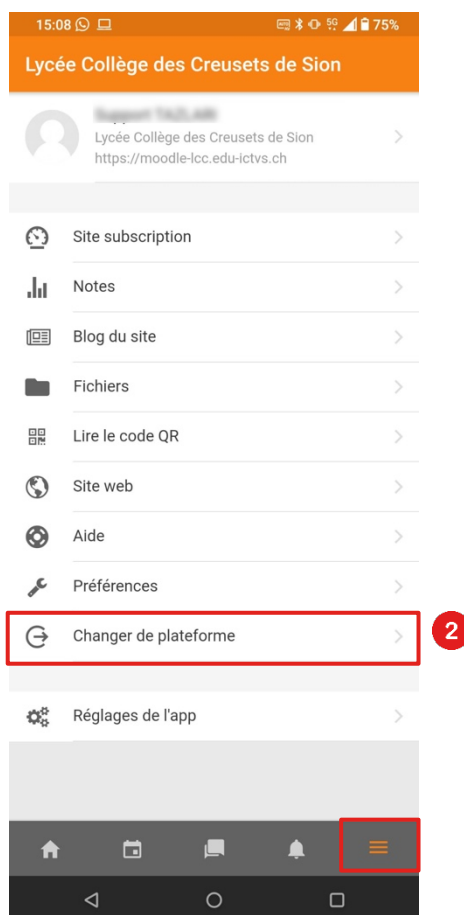 15:08 5G 75%
Lycée Collège des Creusets de Sion
Lycée Collège des Creusets de Sion
https://moodle-lcc.edu-ictvs.ch
Site subscription
Notes
Blog du site
Fichiers
Lire le code QR
Site web
Aide
Préférences
Changer de plateforme
2
Réglages de l'app